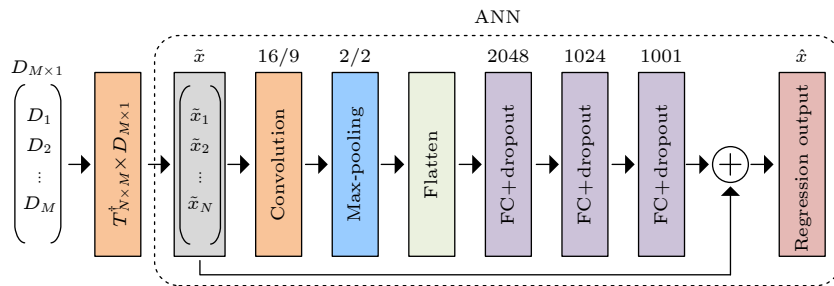 ANN
D_{M×1}
x̃
16/9
2/2
2048
1024
1001
x̂
D_1
D_2
⋮
D_M
T^†_{N×M} × D_{M×1}
x̃_1
x̃_2
⋮
x̃_N
Convolution
Max-pooling
Flatten
FC+dropout
FC+dropout
FC+dropout
+
Regression output